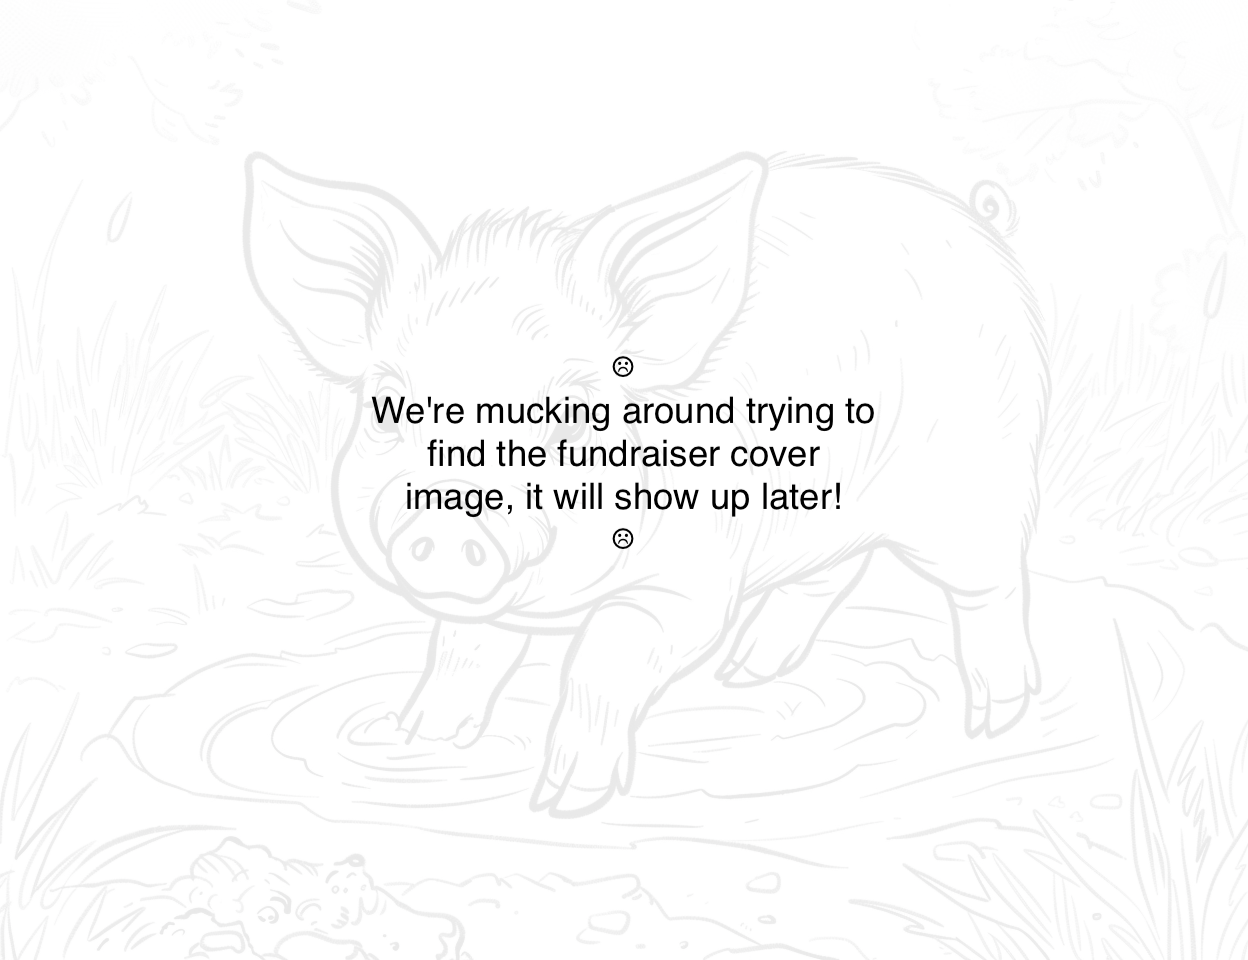 ☹
We're mucking around trying to
find the fundraiser cover
image, it will show up later!
☹